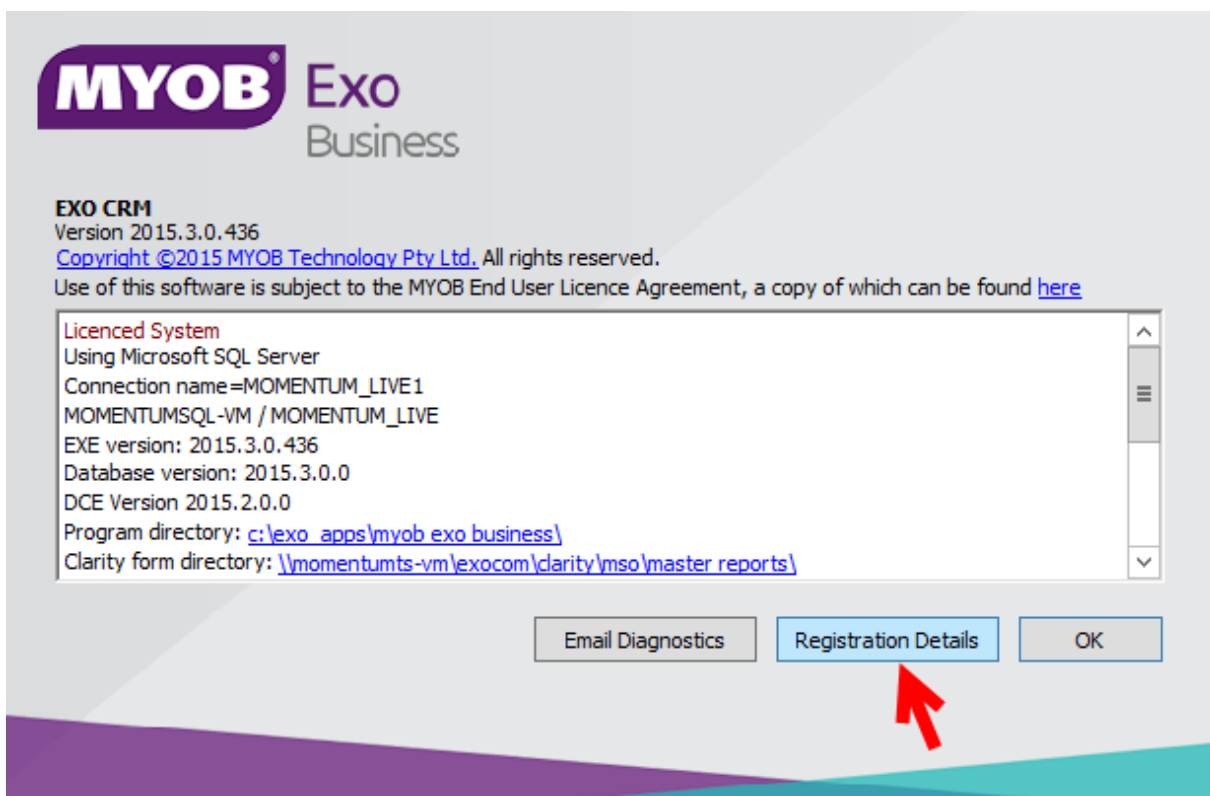 MYOB® Exo
Business
EXO CRM
Version 2015.3.0.436
Copyright ©2015 MYOB Technology Pty Ltd. All rights reserved.
Use of this software is subject to the MYOB End User Licence Agreement, a copy of which can be found here
Licenced System
Using Microsoft SQL Server
Connection name=MOMENTUM_LIVE1
MOMENTUMSQL-VM / MOMENTUM_LIVE
EXE version: 2015.3.0.436
Database version: 2015.3.0.0
DCE Version 2015.2.0.0
Program directory: c:\exo_apps\myob exo business\
Clarity form directory: \\momentumts-vm\exocom\clarity\mso\master reports\
Email Diagnostics Registration Details OK